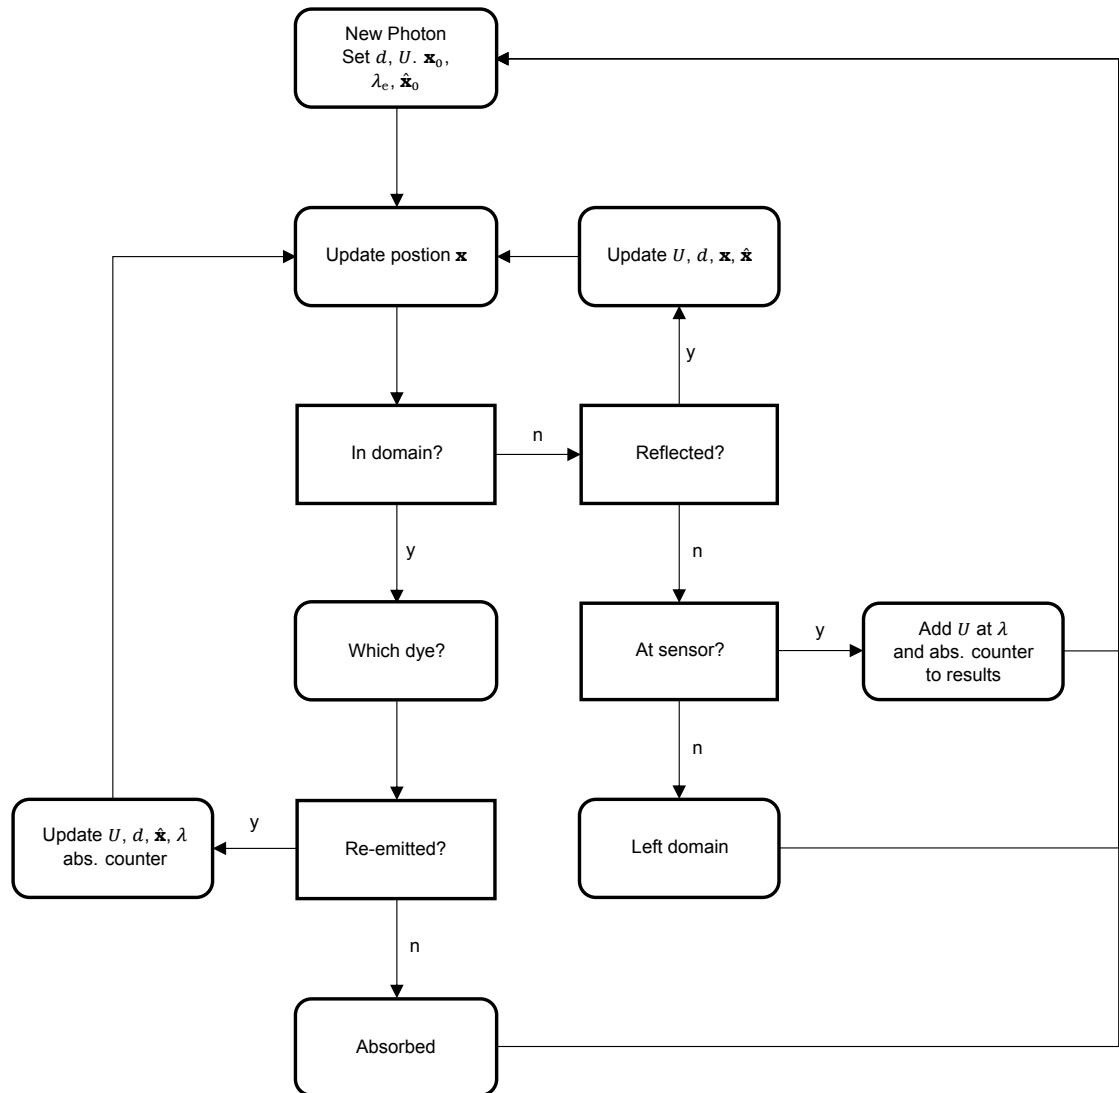 New Photon
Set d, U. x₀,
λₑ, x̂₀
Update postion x
Update U, d, x, x̂
y
In domain?
n
Reflected?
y
n
Which dye?
At sensor?
y
Add U at λ
and abs. counter
to results
n
Update U, d, x̂, λ
abs. counter
y
Re-emitted?
Left domain
n
Absorbed